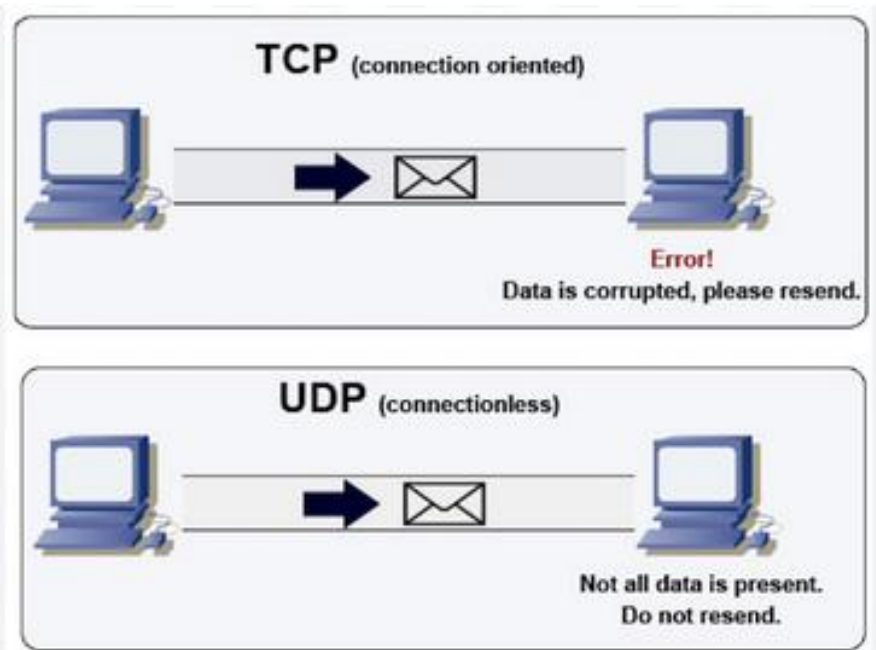 TCP (connection oriented)
Error!
Data is corrupted, please resend.
UDP (connectionless)
Not all data is present.
Do not resend.